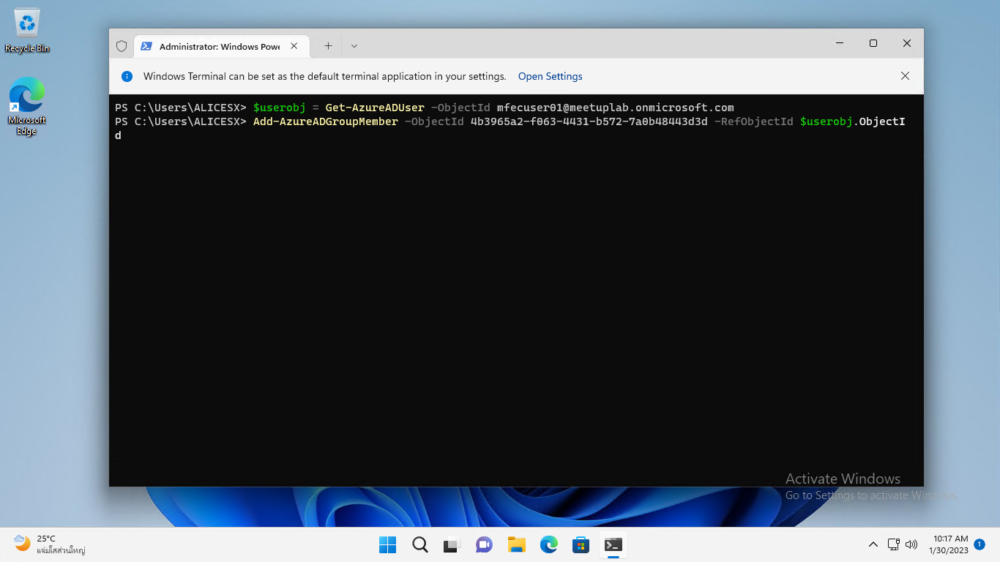 Recycle Bin
Microsoft
Edge
Administrator: Windows Powe
Windows Terminal can be set as the default terminal application in your settings. Open Settings
PS C:\Users\ALICESX> $userobj = Get-AzureADUser -ObjectId mfecuser01@meetuplab.onmicrosoft.com
PS C:\Users\ALICESX> Add-AzureADGroupMember -ObjectId 4b3965a2-f063-4431-b572-7a0b48443d3d -RefObjectId $userobj.ObjectI
d
Activate Windows
Go to Settings to activate Windows
25°C
แจ่มใสส่วนใหญ่
10:17 AM
1/30/2023
1